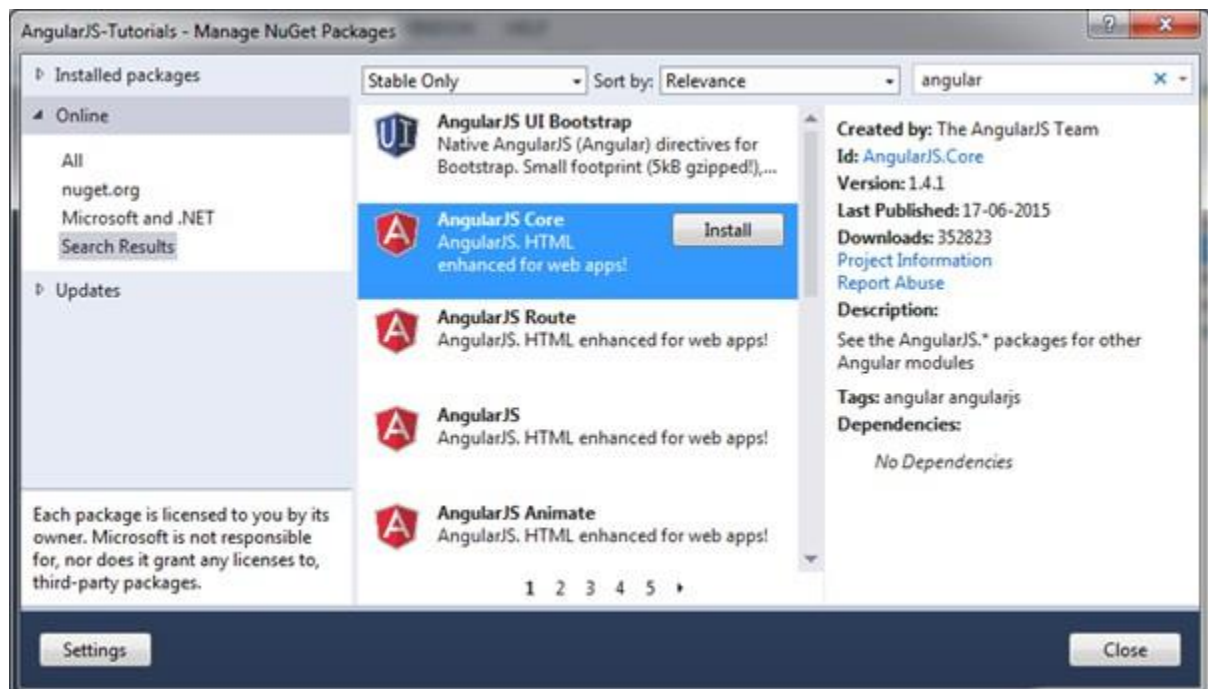 AngularJS-Tutorials - Manage NuGet Packages
Installed packages
Online
All
nuget.org
Microsoft and .NET
Search Results
Updates
Each package is licensed to you by its
owner. Microsoft is not responsible
for, nor does it grant any licenses to,
third-party packages.
Stable Only
Sort by: Relevance
angular
UI
AngularJS UI Bootstrap
Native AngularJS (Angular) directives for
Bootstrap. Small footprint (5kB gzipped!),...
A
AngularJS Core
AngularJS. HTML
enhanced for web apps!
Install
A
AngularJS Route
AngularJS. HTML enhanced for web apps!
A
AngularJS
AngularJS. HTML enhanced for web apps!
A
AngularJS Animate
AngularJS. HTML enhanced for web apps!
1 2 3 4 5
Created by: The AngularJS Team
Id: AngularJS.Core
Version: 1.4.1
Last Published: 17-06-2015
Downloads: 352823
Project Information
Report Abuse
Description:
See the AngularJS.* packages for other
Angular modules
Tags: angular angularjs
Dependencies:
No Dependencies
Settings
Close